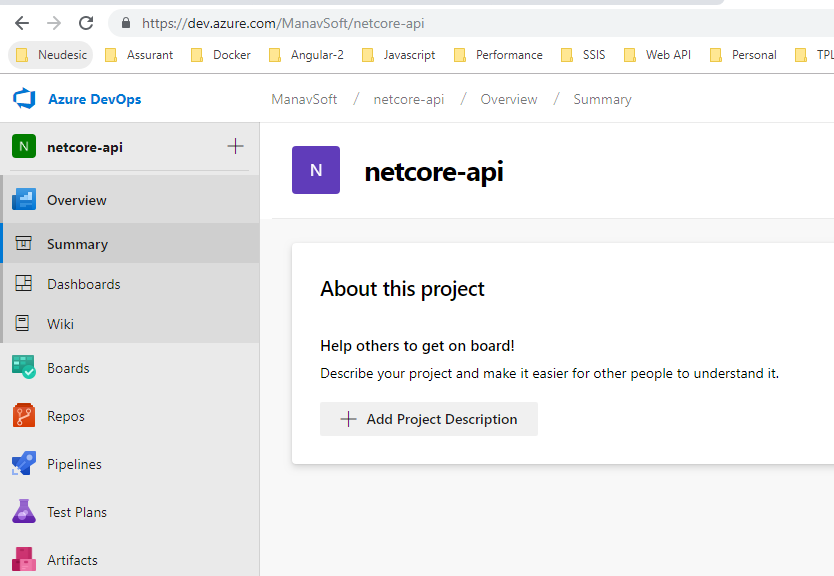 https://dev.azure.com/ManavSoft/netcore-api
Neudesic Assurant Docker Angular-2 Javascript Performance SSIS Web API Personal TPL
Azure DevOps
ManavSoft / netcore-api / Overview / Summary
N netcore-api +
Overview
Summary
Dashboards
Wiki
Boards
Repos
Pipelines
Test Plans
Artifacts
N netcore-api
About this project
Help others to get on board!
Describe your project and make it easier for other people to understand it.
+ Add Project Description